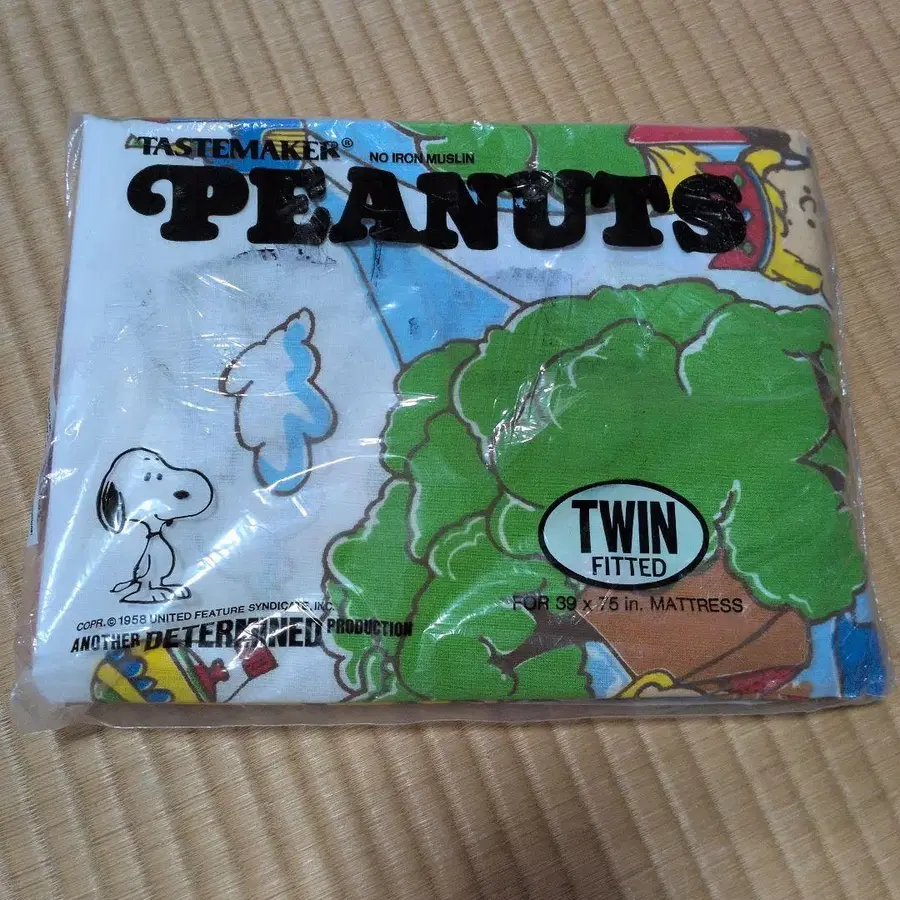 TASTEMAKER®
NO IRON MUSLIN
PEANUTS
TWIN
FITTED
FOR 39 x 75 in. MATTRESS
COPR. © 1958 UNITED FEATURE SYNDICATE, INC.
ANOTHER DETERMINED PRODUCTION